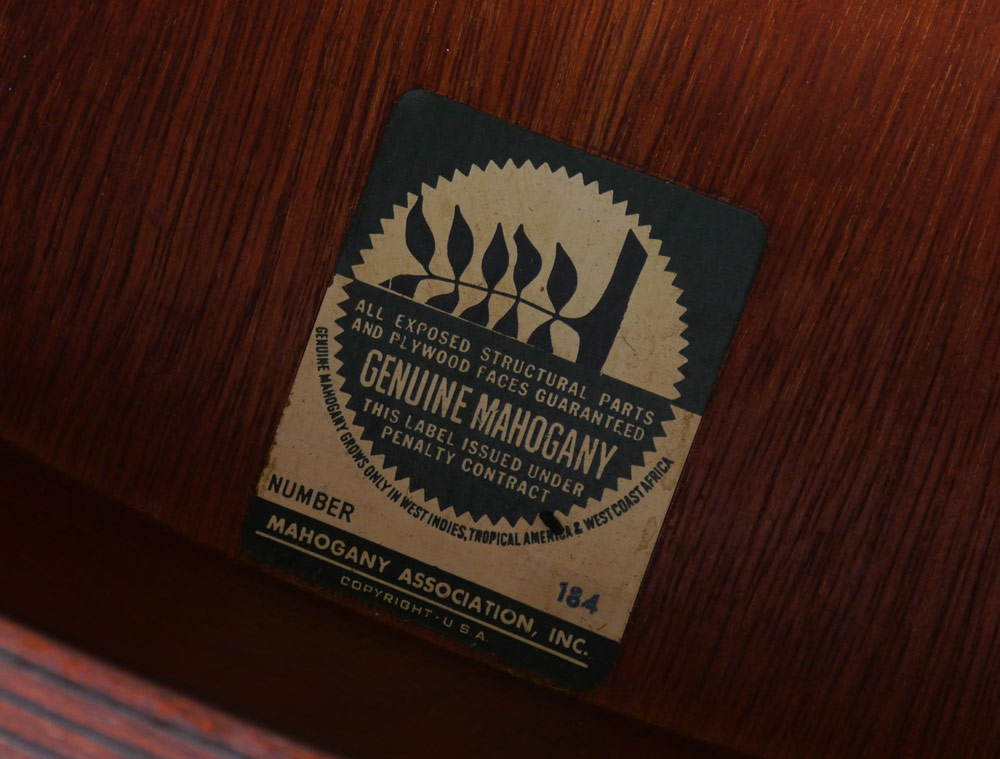 ALL EXPOSED STRUCTURAL PARTS
AND PLYWOOD FACES GUARANTEED
GENUINE MAHOGANY
THIS LABEL ISSUED UNDER
PENALTY CONTRACT
GENUINE MAHOGANY GROWS ONLY IN WEST INDIES, TROPICAL AMERICA & WEST COAST AFRICA
NUMBER
184
MAHOGANY ASSOCIATION, INC.
COPYRIGHT·U.S.A.